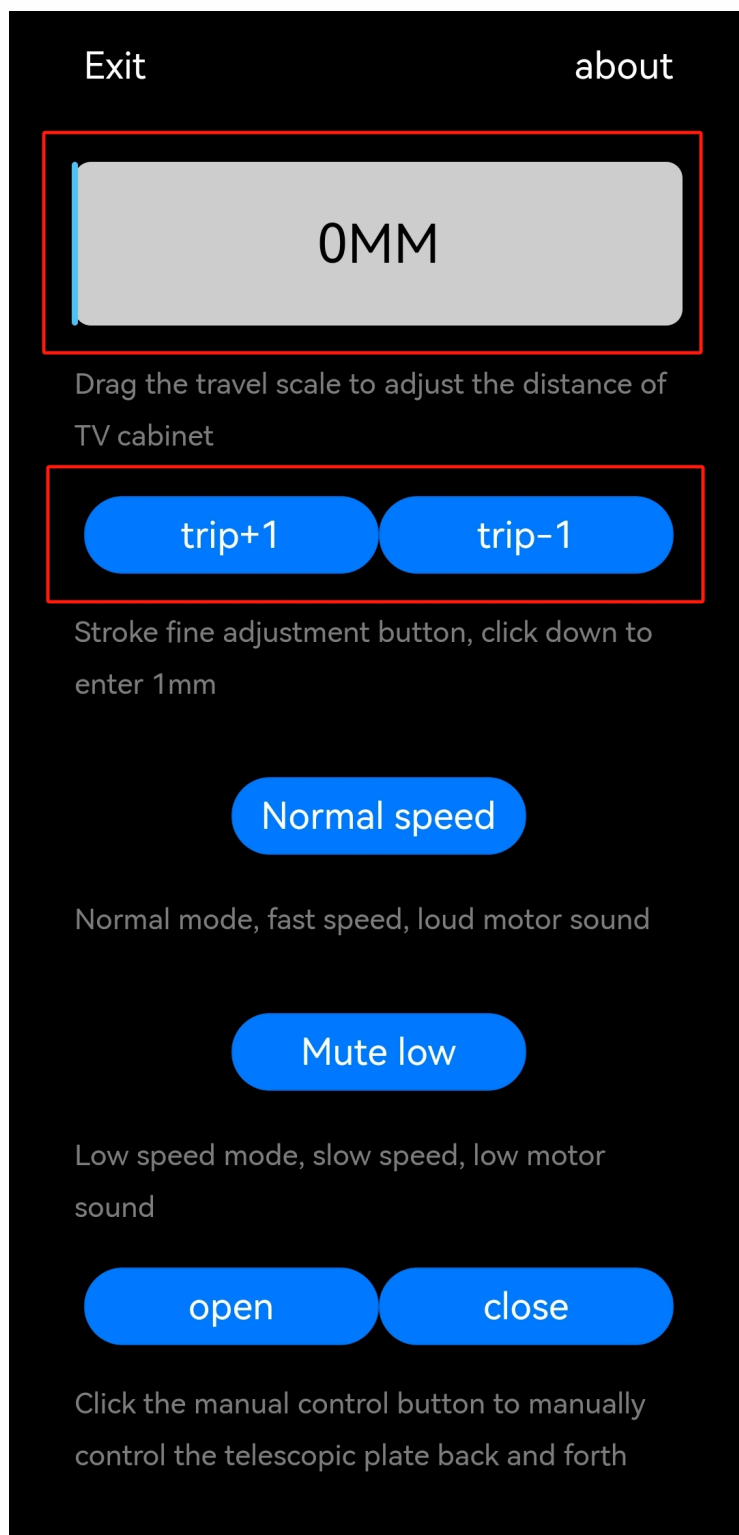 Exit
about
0MM
Drag the travel scale to adjust the distance of
TV cabinet
trip+1
trip-1
Stroke fine adjustment button, click down to
enter 1mm
Normal speed
Normal mode, fast speed, loud motor sound
Mute low
Low speed mode, slow speed, low motor
sound
open
close
Click the manual control button to manually
control the telescopic plate back and forth